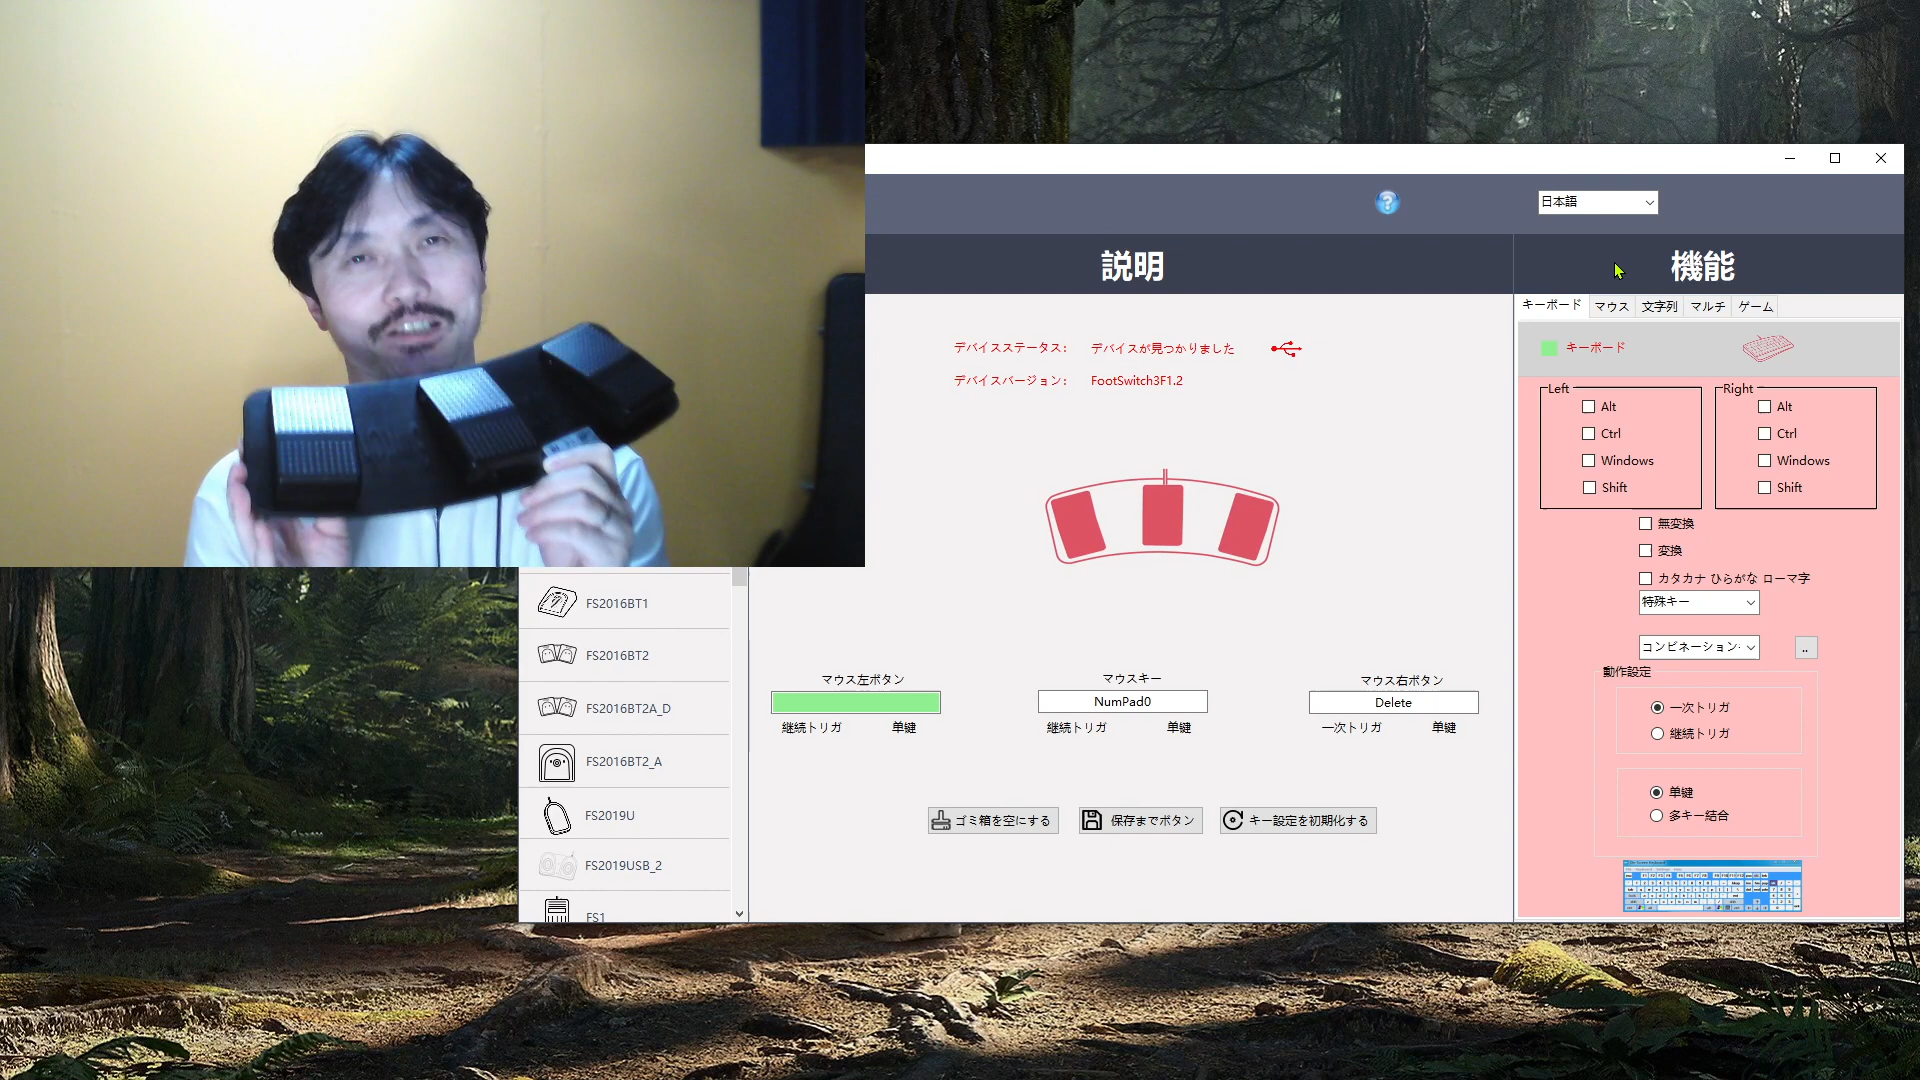 日本語
説明
機能
キーボード マウス 文字列 マルチ ゲーム
デバイスステータス: デバイスが見つかりました
デバイスバージョン: FootSwitch3F1.2
キーボード
Left
Alt
Ctrl
Windows
Shift
Right
Alt
Ctrl
Windows
Shift
無変換
変換
カタカナ ひらがな ローマ字
特殊キー
コンビネーション
..
動作設定
一次トリガ
継続トリガ
单鍵
多キー結合
FS2016BT1
FS2016BT2
FS2016BT2A_D
FS2016BT2_A
FS2019U
FS2019USB_2
FS1
マウス左ボタン
継続トリガ 单鍵
マウスキー
NumPad0
継続トリガ 单鍵
マウス右ボタン
Delete
一次トリガ 单鍵
ゴミ箱を空にする
保存までボタン
キー設定を初期化する